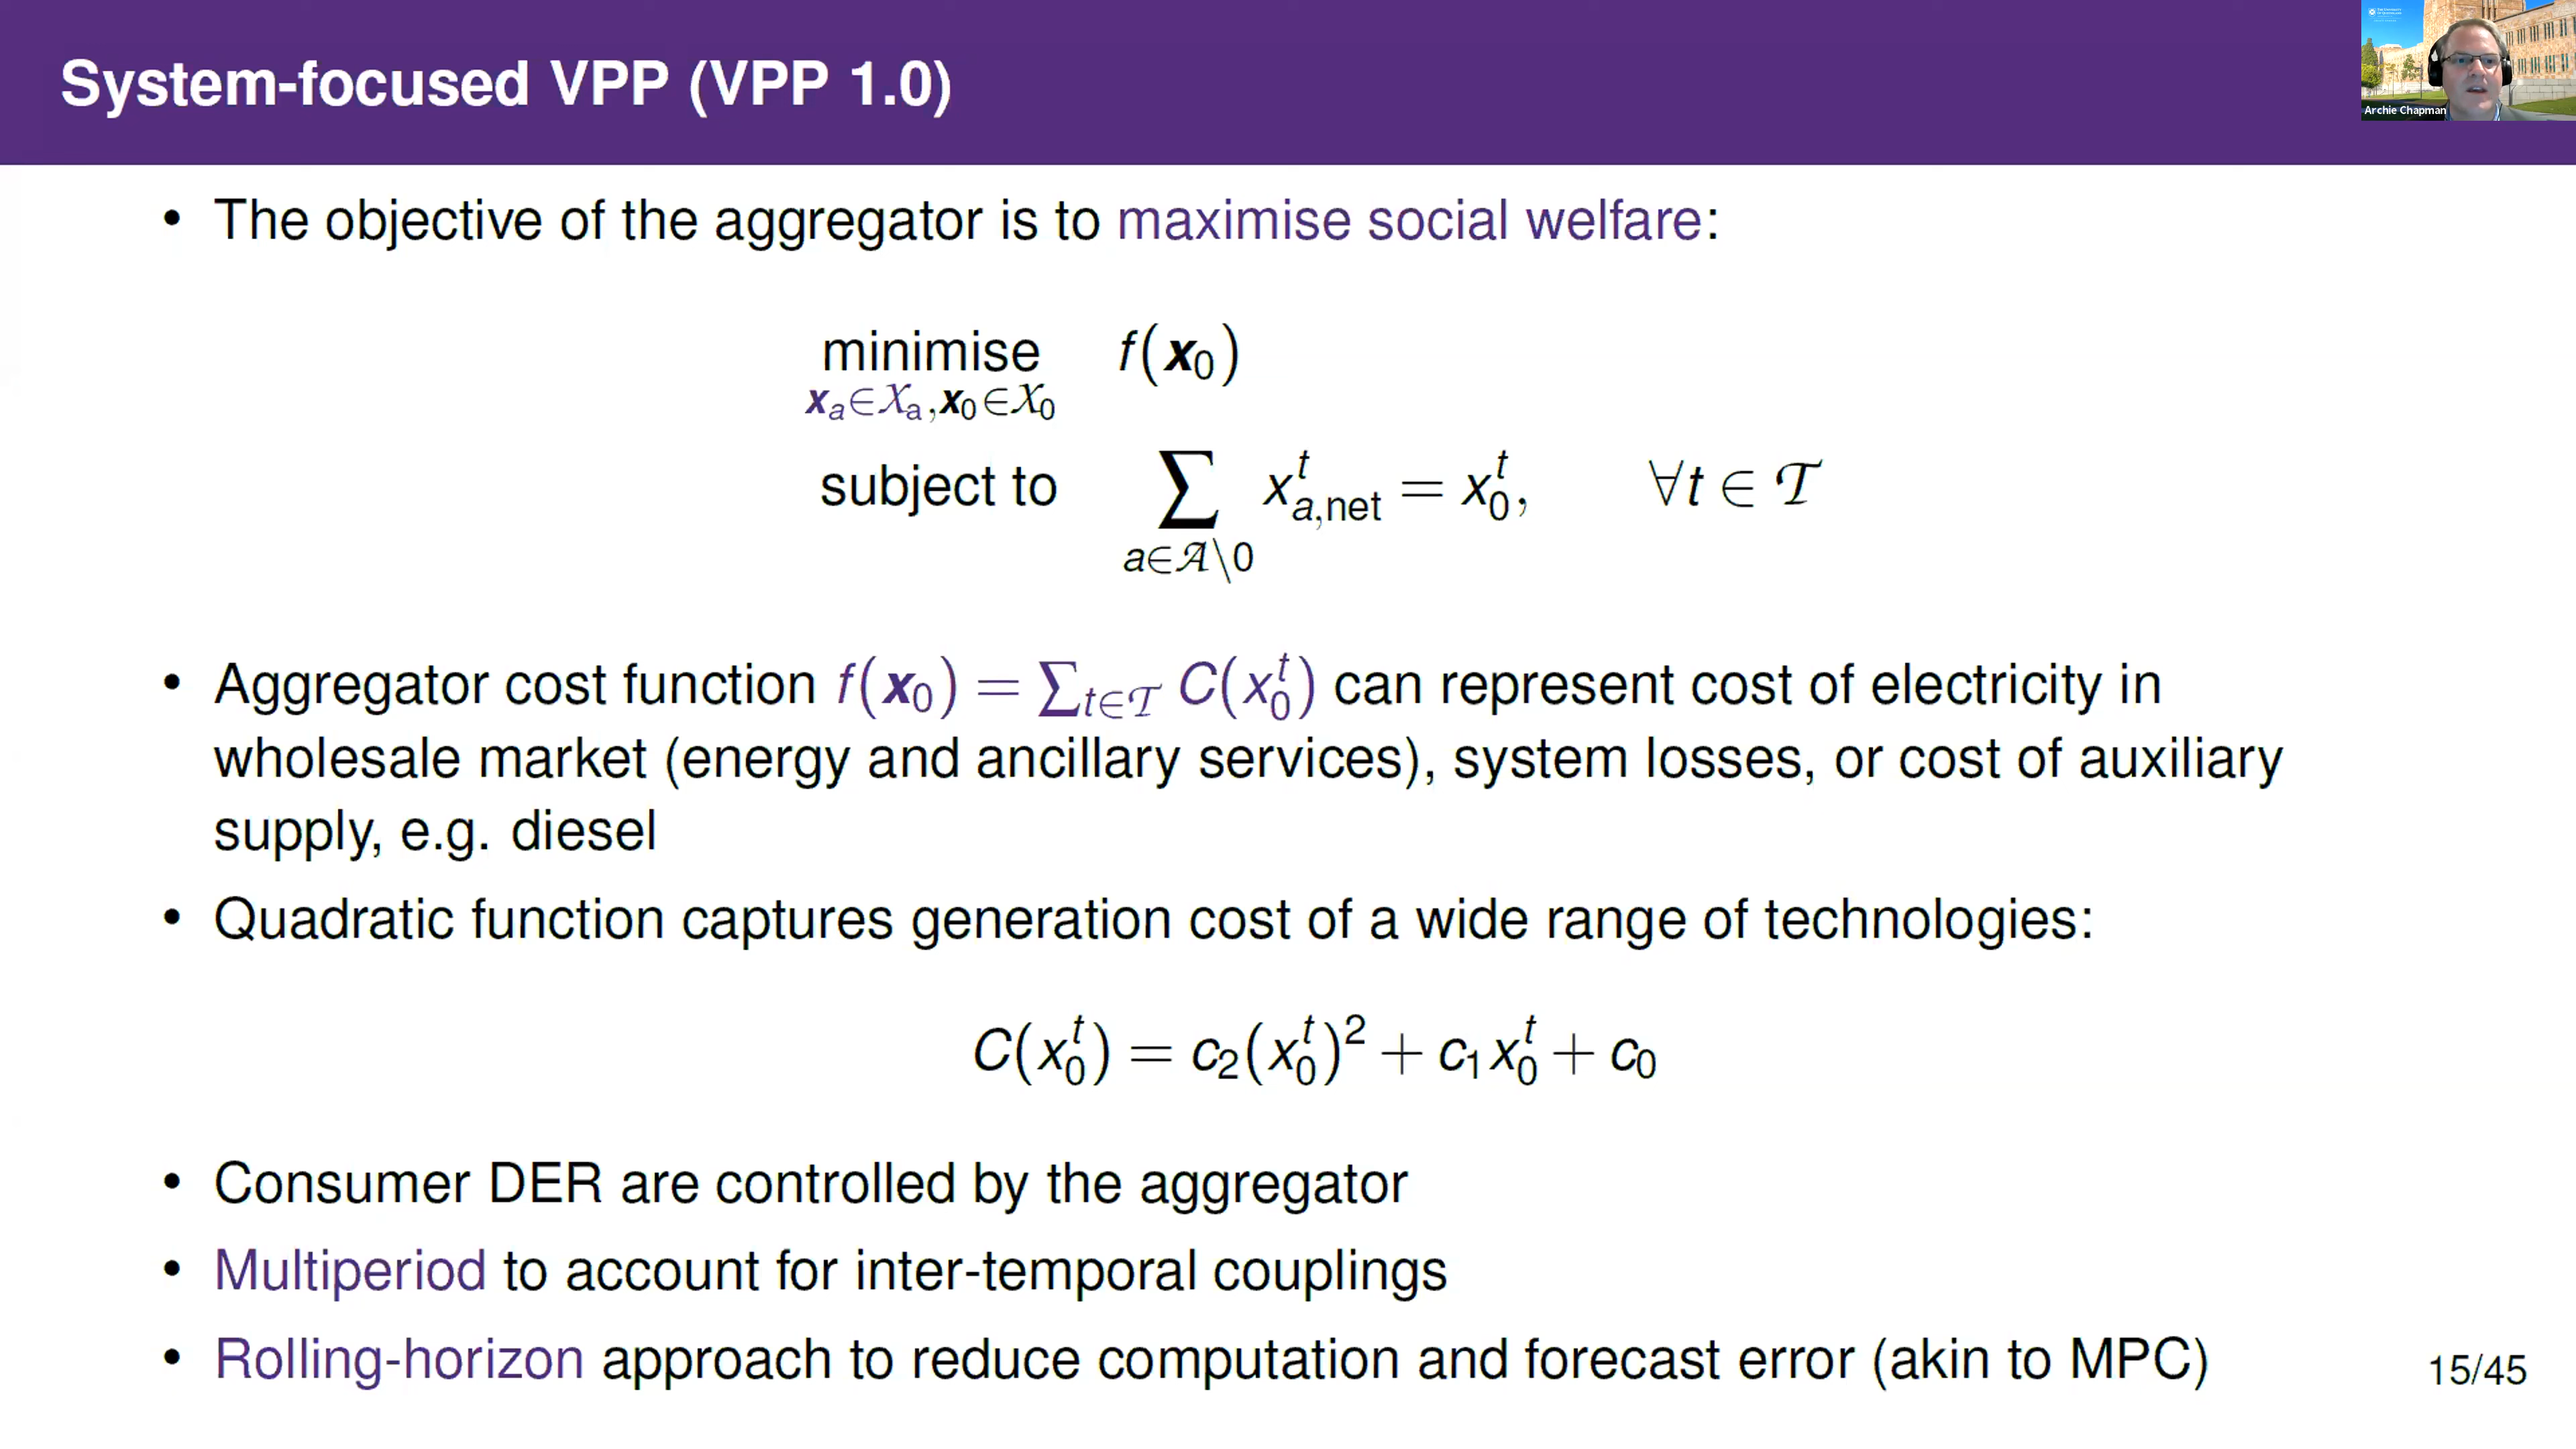 System-focused VPP (VPP 1.0)
Archie Chapman
• The objective of the aggregator is to maximise social welfare:
minimise f(x₀)
xₐ∈𝒳ₐ,x₀∈𝒳₀
subject to ∑_{a∈𝒜\0} x^t_{a,net} = x^t_0, ∀t ∈ 𝒯
• Aggregator cost function f(x₀) = ∑_{t∈𝒯} C(x^t_0) can represent cost of electricity in
wholesale market (energy and ancillary services), system losses, or cost of auxiliary
supply, e.g. diesel
• Quadratic function captures generation cost of a wide range of technologies:
C(x^t_0) = c₂(x^t_0)² + c₁x^t_0 + c₀
• Consumer DER are controlled by the aggregator
• Multiperiod to account for inter-temporal couplings
• Rolling-horizon approach to reduce computation and forecast error (akin to MPC)
15/45